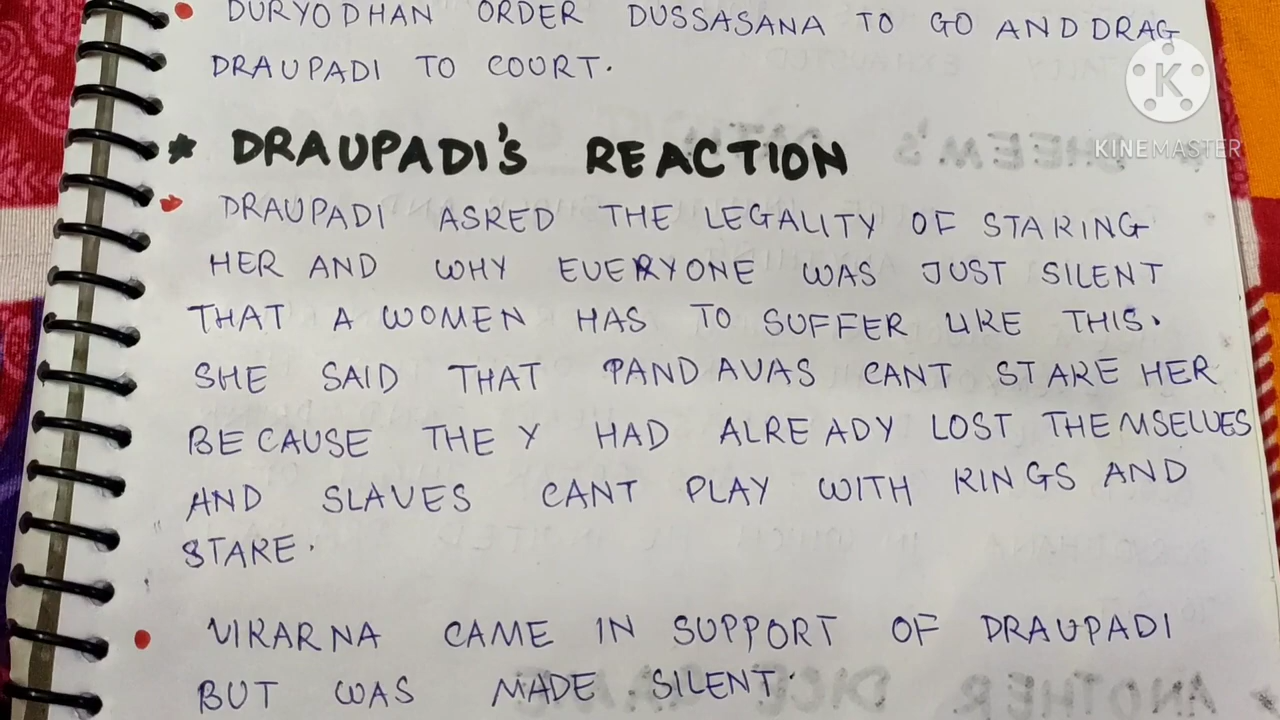 DURYODHAN ORDER DUSSASANA TO GO AND DRAG
DRAUPADI TO COURT.
K
KINEMASTER
* DRAUPADI'S REACTION
DRAUPADI ASKED THE LEGALITY OF STAKING
HER AND WHY EVERYONE WAS JUST SILENT
THAT A WOMEN HAS TO SUFFER LIKE THIS.
SHE SAID THAT PANDAVAS CANT STAKE HER
BECAUSE THEY HAD ALREADY LOST THEMSELVES
AND SLAVES CANT PLAY WITH KINGS AND
STAKE.
VIKARNA CAME IN SUPPORT OF DRAUPADI
BUT WAS MADE SILENT.